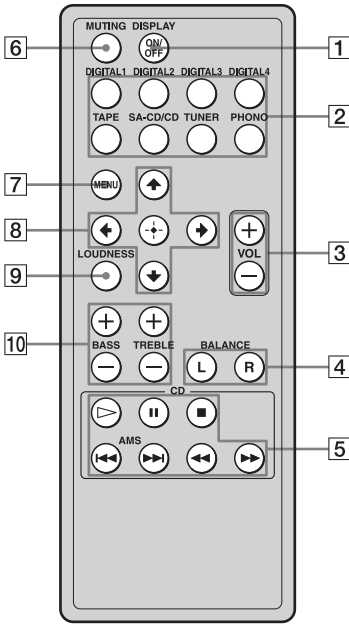 MUTING DISPLAY
6
ON/
OFF
1
DIGITAL1 DIGITAL2 DIGITAL3 DIGITAL4
TAPE SA-CD/CD TUNER PHONO
2
7
MENU
8
3
VOL
LOUDNESS
9
10
BASS TREBLE
BALANCE
L R
4
CD
AMS
5